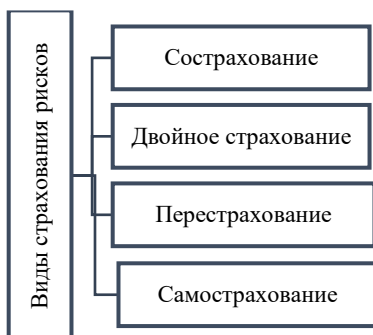 Виды страхования рисков
Сострахование
Двойное страхование
Перестрахование
Самострахование